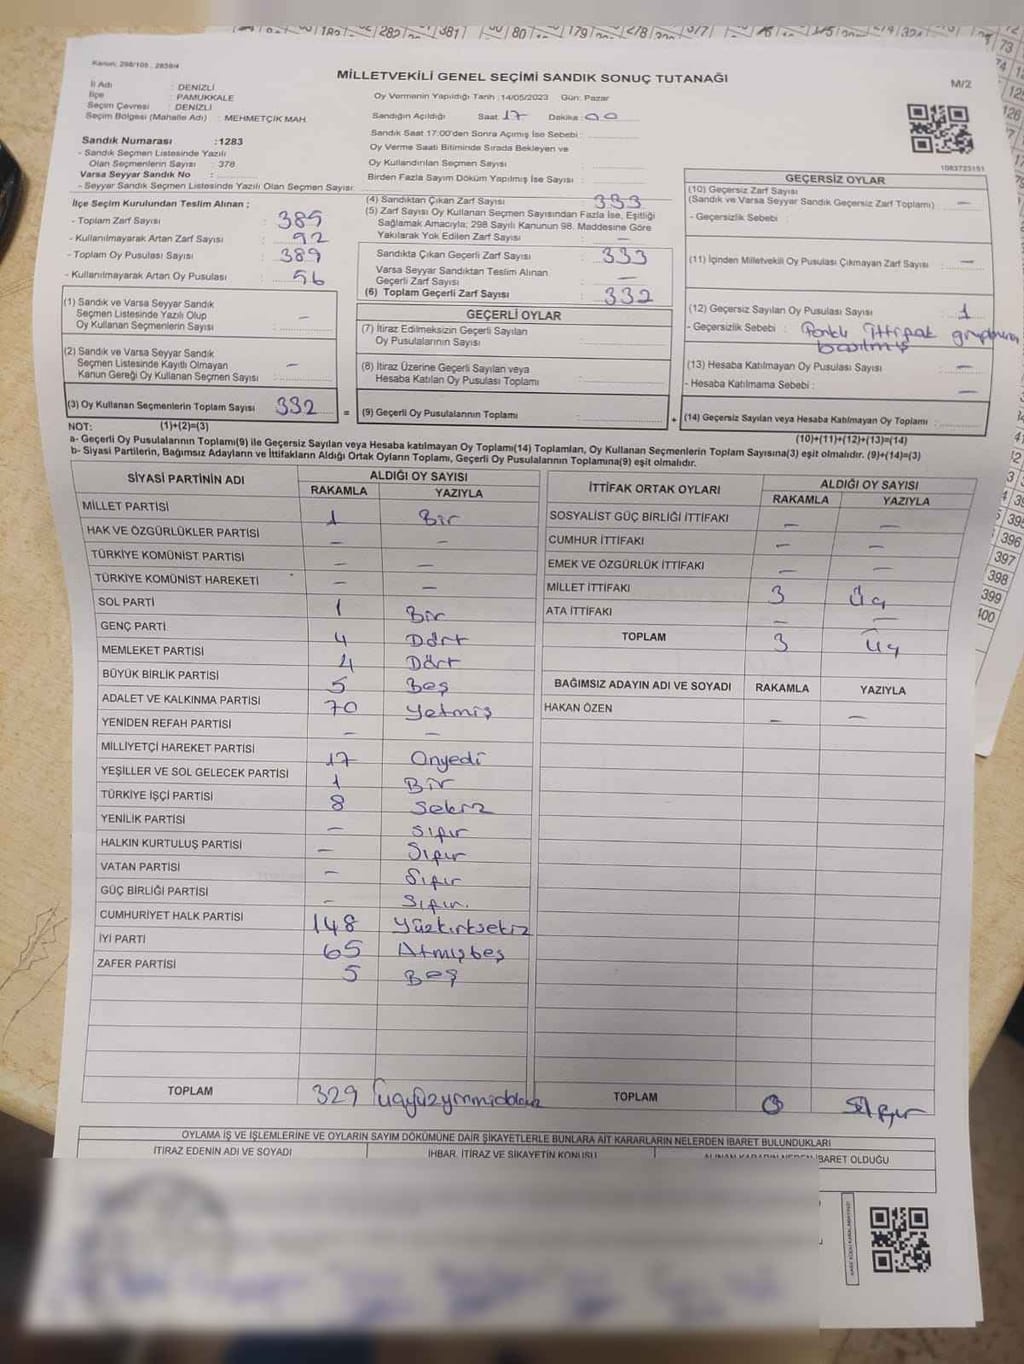 Kanun: 298/105 , 2839/4
MİLLETVEKİLİ GENEL SEÇİMİ SANDIK SONUÇ TUTANAĞI
M/2
İl Adı : DENİZLİ
İlçe : PAMUKKALE
Seçim Çevresi : DENİZLİ
Seçim Bölgesi (Mahalle Adı) : MEHMETÇİK MAH.
Sandık Numarası :1283
- Sandık Seçmen Listesinde Yazılı
Olan Seçmenlerin Sayısı : 378
Varsa Seyyar Sandık No :
- Seyyar Sandık Seçmen Listesinde Yazılı Olan Seçmen Sayısı:
Oy Vermenin Yapıldığı Tarih :14/05/2023 Gün: Pazar
Sandığın Açıldığı Saat 17 Dakika :00
Sandık Saat 17:00'den Sonra Açımış İse Sebebi :
Oy Verme Saati Bitiminde Sırada Bekleyen ve
Oy Kullandırılan Seçmen Sayısı :
Birden Fazla Sayım Döküm Yapılmış İse Sayısı :
1083723151
İlçe Seçim Kurulundan Teslim Alınan ;
- Toplam Zarf Sayısı : 385
- Kullanılmayarak Artan Zarf Sayısı : 92
- Toplam Oy Pusulası Sayısı : 389
- Kullanılmayarak Artan Oy Pusulası : 56
(4) Sandıktan Çıkan Zarf Sayısı : 333
(5) Zarf Sayısı Oy Kullanan Seçmen Sayısından Fazla İse, Eşitliği
Sağlamak Amacıyla; 298 Sayılı Kanunun 98. Maddesine Göre
Yakılarak Yok Edilen Zarf Sayısı : —
Sandıkta Çıkan Geçerli Zarf Sayısı : 333
Varsa Seyyar Sandıktan Teslim Alınan
Geçerli Zarf Sayısı : —
(6) Toplam Geçerli Zarf Sayısı : 332
GEÇERSİZ OYLAR
(10) Geçersiz Zarf Sayısı
(Sandık ve Varsa Seyyar Sandık Geçersiz Zarf Toplamı) : —
- Geçersizlik Sebebi :
(11) İçinden Milletvekili Oy Pusulası Çıkmayan Zarf Sayısı : —
(12) Geçersiz Sayılan Oy Pusulası Sayısı : 1
- Geçersizlik Sebebi : Farklı ittifak grubuna
basılmış
(13) Hesaba Katılmayan Oy Pusulası Sayısı : —
- Hesaba Katılmama Sebebi : —
(14) Geçersiz Sayılan veya Hesaba Katılmayan Oy Toplamı :
(10)+(11)+(12)+(13)=(14)
(1) Sandık ve Varsa Seyyar Sandık
Seçmen Listesinde Yazılı Olup
Oy Kullanan Seçmenlerin Sayısı : —
(2) Sandık ve Varsa Seyyar Sandık
Seçmen Listesinde Kayıtlı Olmayan
Kanun Gereği Oy Kullanan Seçmen Sayısı : —
(3) Oy Kullanan Seçmenlerin Toplam Sayısı 332 =
GEÇERLİ OYLAR
(7) İtiraz Edilmeksizin Geçerli Sayılan
Oy Pusulalarının Sayısı :
(8) İtiraz Üzerine Geçerli Sayılan veya
Hesaba Katılan Oy Pusulası Toplamı :
(9) Geçerli Oy Pusulalarının Toplamı : +
NOT: (1)+(2)=(3)
a- Geçerli Oy Pusulalarının Toplamı(9) ile Geçersiz Sayılan veya Hesaba katılmayan Oy Toplamı(14) Toplamları, Oy Kullanan Seçmenlerin Toplam Sayısına(3) eşit olmalıdır. (9)+(14)=(3)
b- Siyasi Partilerin, Bağımsız Adayların ve İttifakların Aldığı Ortak Oyların Toplamı, Geçerli Oy Pusulalarının Toplamına(9) eşit olmalıdır.
SİYASİ PARTİNİN ADI ALDIĞI OY SAYISI
RAKAMLA YAZIYLA
MİLLET PARTİSİ 1 Bir
HAK VE ÖZGÜRLÜKLER PARTİSİ — —
TÜRKİYE KOMÜNİST PARTİSİ — —
TÜRKİYE KOMÜNİST HAREKETİ — —
SOL PARTİ 1 Bir
GENÇ PARTİ 4 Dört
MEMLEKET PARTİSİ 4 Dört
BÜYÜK BİRLİK PARTİSİ 5 Beş
ADALET VE KALKINMA PARTİSİ 70 Yetmiş
YENİDEN REFAH PARTİSİ — —
MİLLİYETÇİ HAREKET PARTİSİ 17 Onyedi
YEŞİLLER VE SOL GELECEK PARTİSİ 1 Bir
TÜRKİYE İŞÇİ PARTİSİ 8 Sekiz
YENİLİK PARTİSİ — Sıfır
HALKIN KURTULUŞ PARTİSİ — Sıfır
VATAN PARTİSİ — Sıfır
GÜÇ BİRLİĞİ PARTİSİ — Sıfır.
CUMHURİYET HALK PARTİSİ 148 Yüzkırksekiz
İYİ PARTİ 65 Atmışbeş
ZAFER PARTİSİ 5 Beş
TOPLAM 329
İTTİFAK ORTAK OYLARI ALDIĞI OY SAYISI
RAKAMLA YAZIYLA
SOSYALİST GÜÇ BİRLİĞİ İTTİFAKI — —
CUMHUR İTTİFAKI — —
EMEK VE ÖZGÜRLÜK İTTİFAKI — —
MİLLET İTTİFAKI 3 Üç
ATA İTTİFAKI — —
TOPLAM 3 Üç
BAĞIMSIZ ADAYIN ADI VE SOYADI RAKAMLA YAZIYLA
HAKAN ÖZEN — —
TOPLAM 0 Sıfır
OYLAMA İŞ VE İŞLEMLERİNE VE OYLARIN SAYIM DÖKÜMÜNE DAİR ŞİKAYETLERLE BUNLARA AİT KARARLARIN NELERDEN İBARET BULUNDUKLARI
İTİRAZ EDENİN ADI VE SOYADI İHBAR, İTİRAZ VE ŞİKAYETİN KONUSU ALINAN KARARIN NEDEN İBARET OLDUĞU